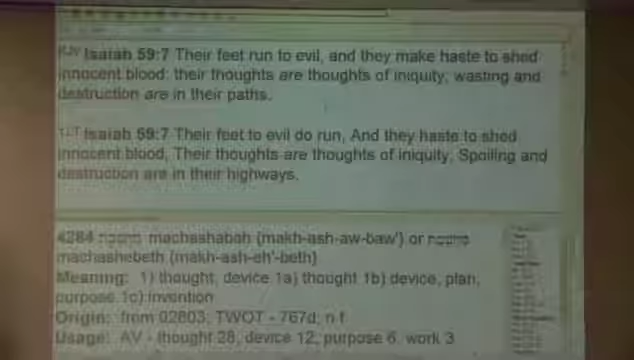 KJV Isaiah 59:7 Their feet run to evil, and they make haste to shed
innocent blood: their thoughts are thoughts of iniquity; wasting and
destruction are in their paths.
YLT Isaiah 59:7 Their feet to evil do run, And they haste to shed
innocent blood, Their thoughts are thoughts of iniquity, Spoiling and
destruction are in their highways.
4284 machashabah {makh-ash-aw-baw'} or
machashebeth {makh-ash-eh'-beth}
Meaning: 1) thought, device 1a) thought 1b) device, plan,
purpose 1c) invention
Origin: from 02803; TWOT - 767d; n f
Usage: AV - thought 28, device 12, purpose 6, work 3